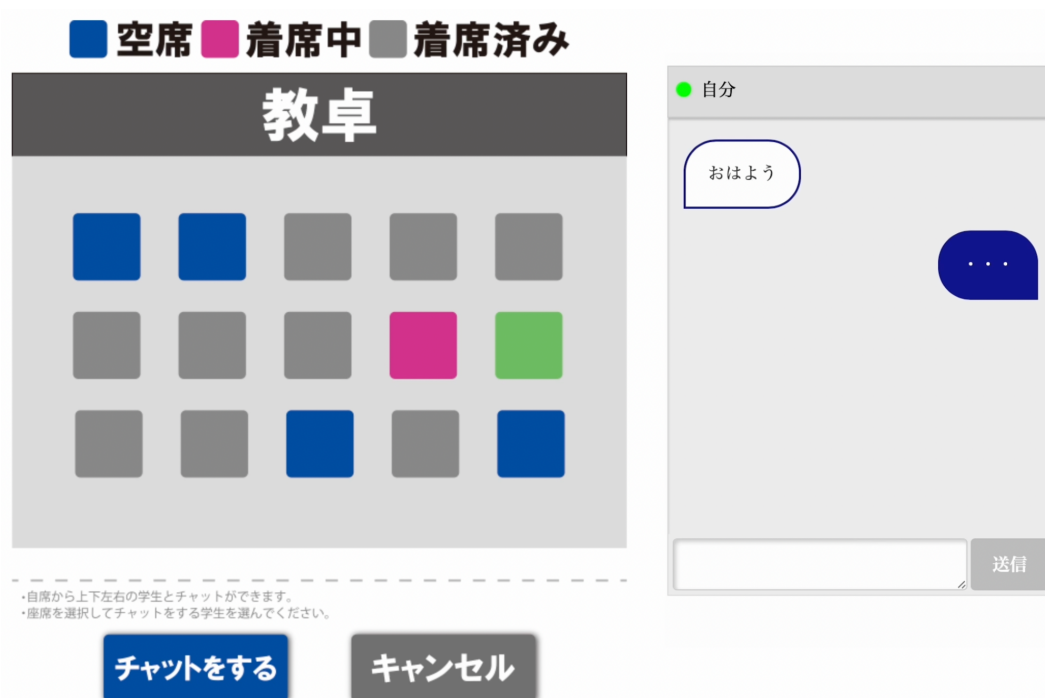 空席 着席中 着席済み
教卓
・自席から上下左右の学生とチャットができます。
・座席を選択してチャットをする学生を選んでください。
チャットをする キャンセル
自分
おはよう
・・・
送信